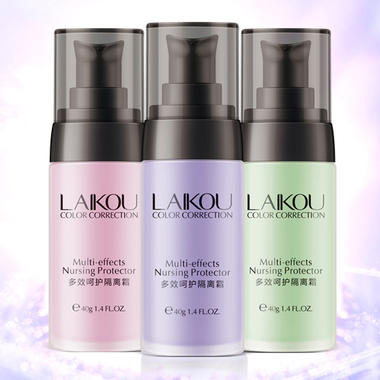 LAIKOU
COLOR CORRECTION
Multi-effects
Nursing Protector
多效呵护隔离霜
℮40g 1.4 FL.OZ.
LAIKOU
COLOR CORRECTION
Multi-effects
Nursing Protector
多效呵护隔离霜
℮40g 1.4 FL.OZ.
LAIKOU
COLOR CORRECTION
Multi-effects
Nursing Protector
多效呵护隔离霜
℮40g 1.4 FL.OZ.